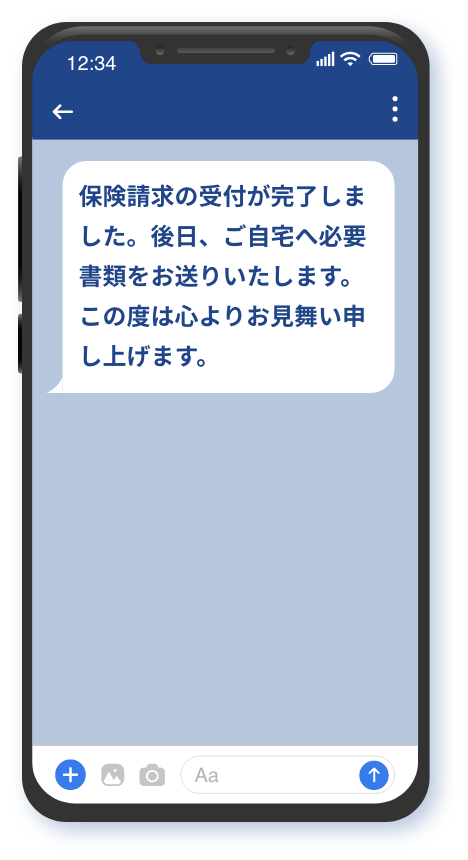 12:34
保険請求の受付が完了しま
した。後日、ご自宅へ必要
書類をお送りいたします。
この度は心よりお見舞い申
し上げます。
Aa